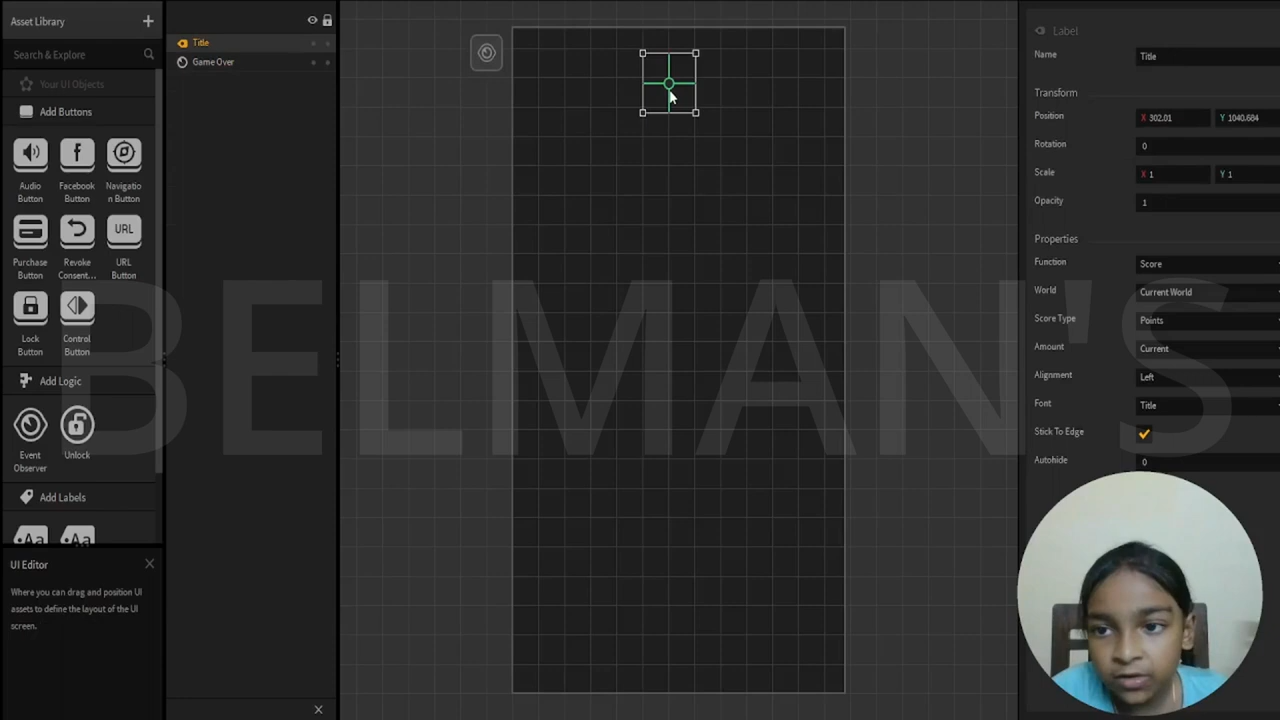 Asset Library
+
Search & Explore
Your UI Objects
Add Buttons
Audio Button
Facebook Button
Navigatio n Button
Purchase Button
Revoke Consent...
URL
URL Button
Lock Button
Control Button
Add Logic
Event Observer
Unlock
Add Labels
Aa
Aa
UI Editor
Where you can drag and position UI
assets to define the layout of the UI
screen.
Title
Game Over
Label
Name
Title
Transform
Position
X 302.01
Y 1040.684
Rotation
0
Scale
X 1
Y 1
Opacity
1
Properties
Function
Score
World
Current World
Score Type
Points
Amount
Current
Alignment
Left
Font
Title
Stick To Edge
Autohide
0
BELMAN'S